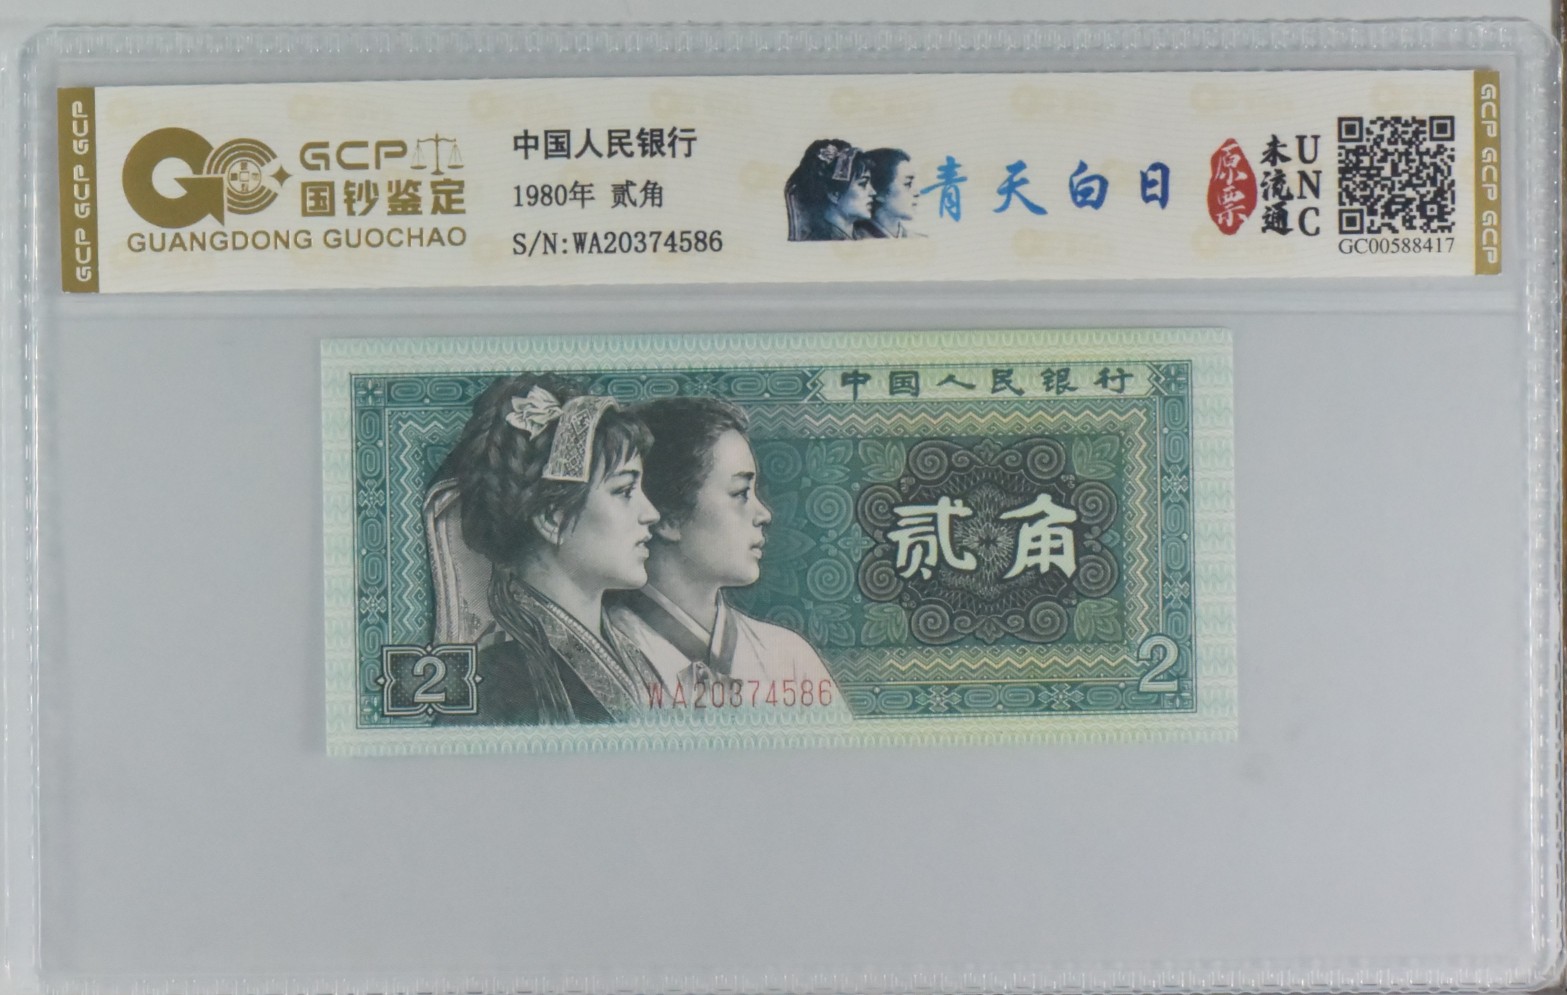 GCP GCP GCP
GCP
国钞鉴定
GUANGDONG GUOCHAO
中国人民银行
1980年 贰角
S/N:WA20374586
青天白日
原票
未流通
UNC
GC00588417
GCP GCP GCP
中国人民银行
贰角
2
2
WA20374586